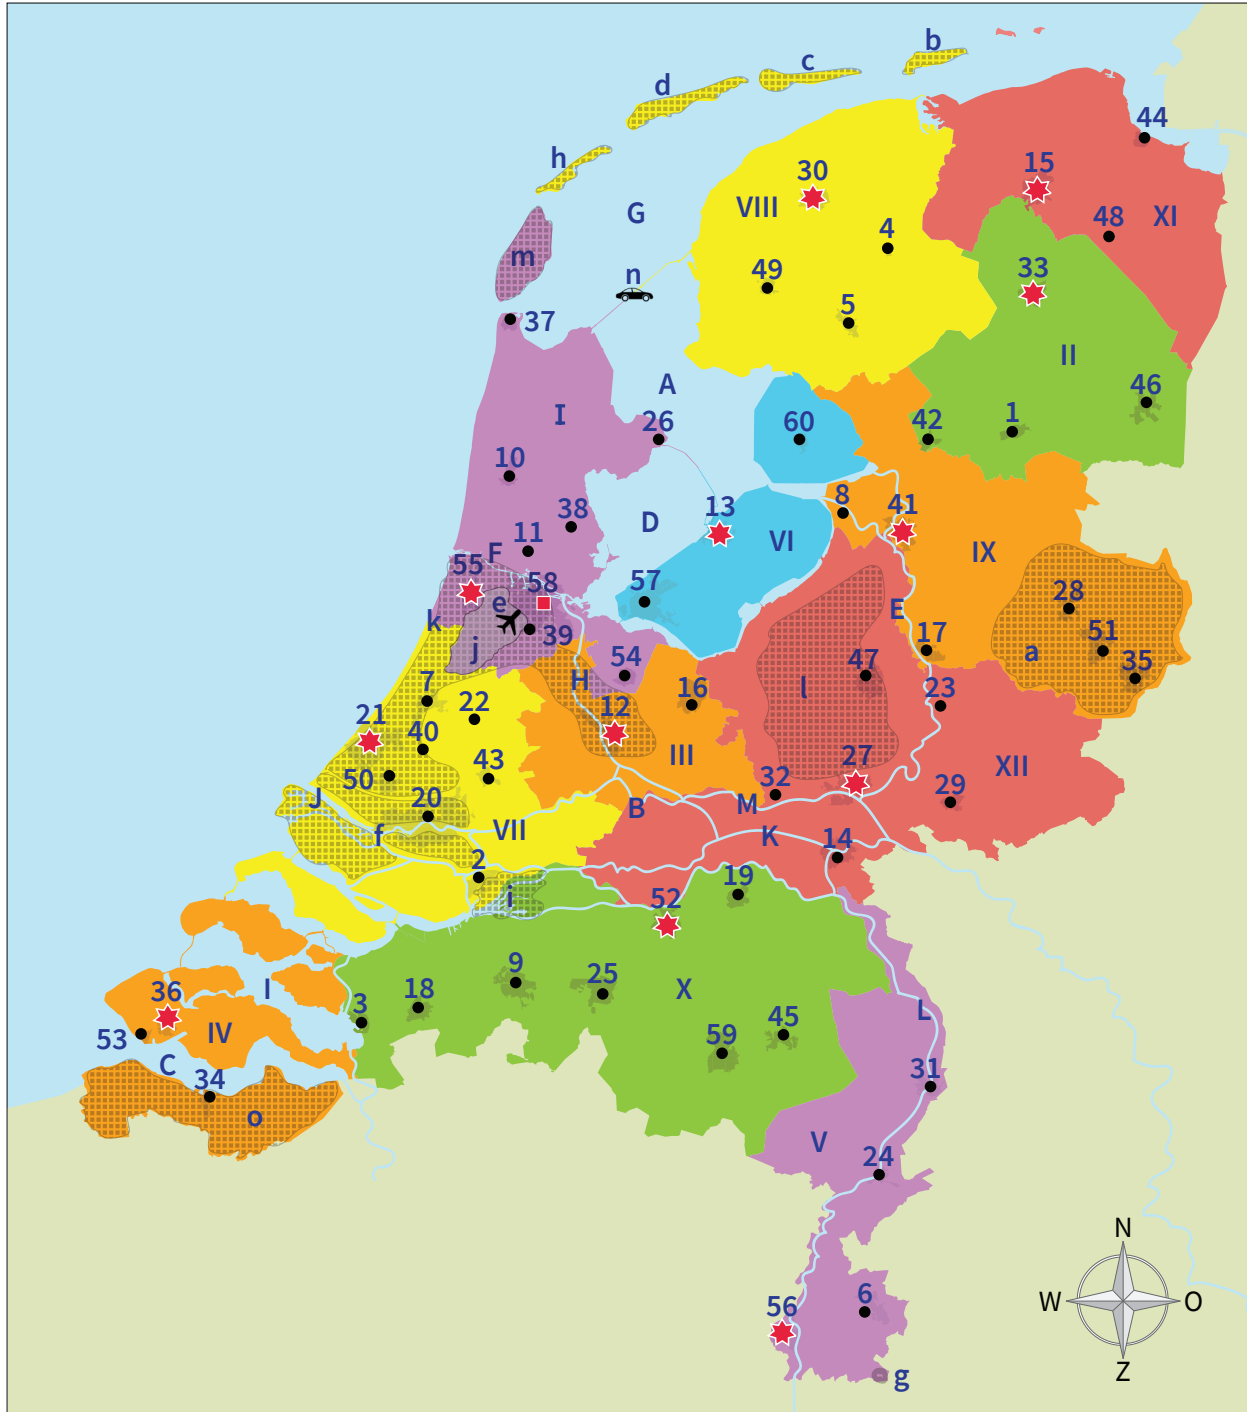 b
c
d
44
h
15
30
VIII
G
XI
4
48
m
n
49
33
5
37
II
A
I
46
26
60
42
1
10
8
13
41
38
D
VI
11
F
IX
55
58
57
e
28
E
k
39
51
j
a
54
47
35
H
l
7
16
23
22
12
21
40
III
43
27
XII
50
32
J
20
M
29
B
f
VII
K
14
2
19
i
52
9
I
25
X
36
18
3
L
IV
45
53
59
C
31
34
o
V
24
N
6
W
O
56
Z
g